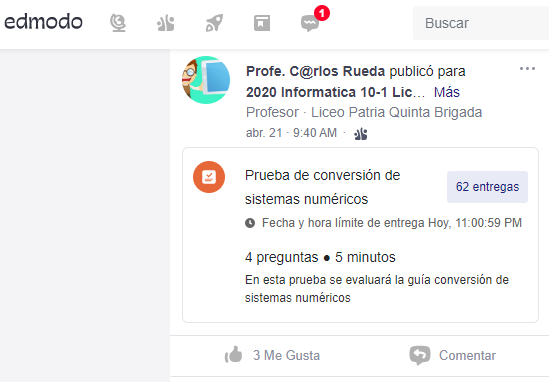 edmodo
1
Buscar
Profe. C@rlos Rueda publicó para
2020 Informatica 10-1 Lic... Más
Profesor · Liceo Patria Quinta Brigada
abr. 21 · 9:40 AM ·
Prueba de conversión de
sistemas numéricos
62 entregas
Fecha y hora límite de entrega Hoy, 11:00:59 PM
4 preguntas ● 5 minutos
En esta prueba se evaluará la guía conversión de
sistemas numéricos
3 Me Gusta
Comentar